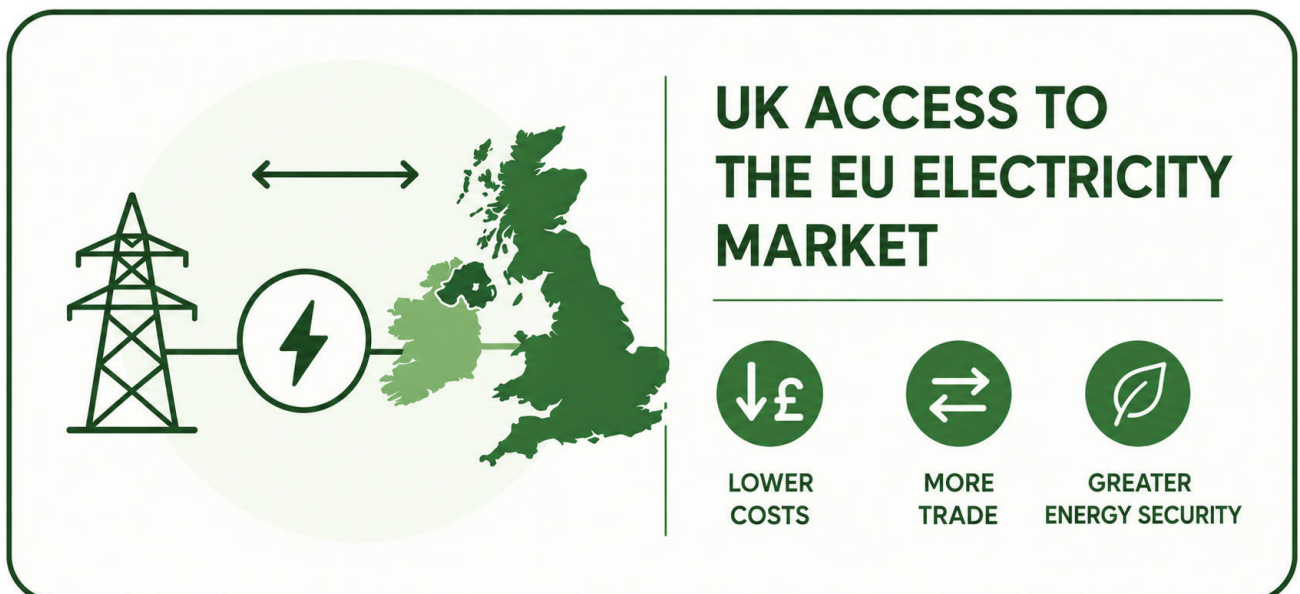 UK ACCESS TO
THE EU ELECTRICITY
MARKET
£
LOWER
COSTS
MORE
TRADE
GREATER
ENERGY SECURITY